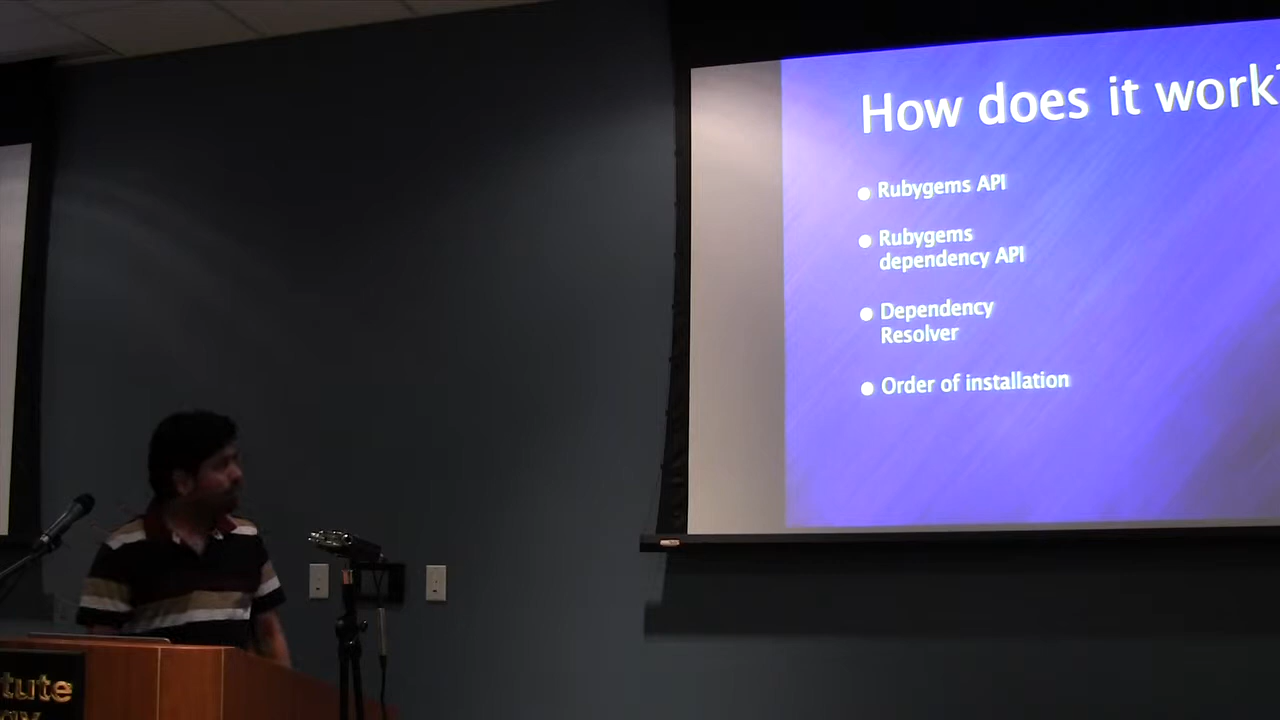 How does it work?
Rubygems API
Rubygems
dependency API
Dependency
Resolver
Order of installation
tute